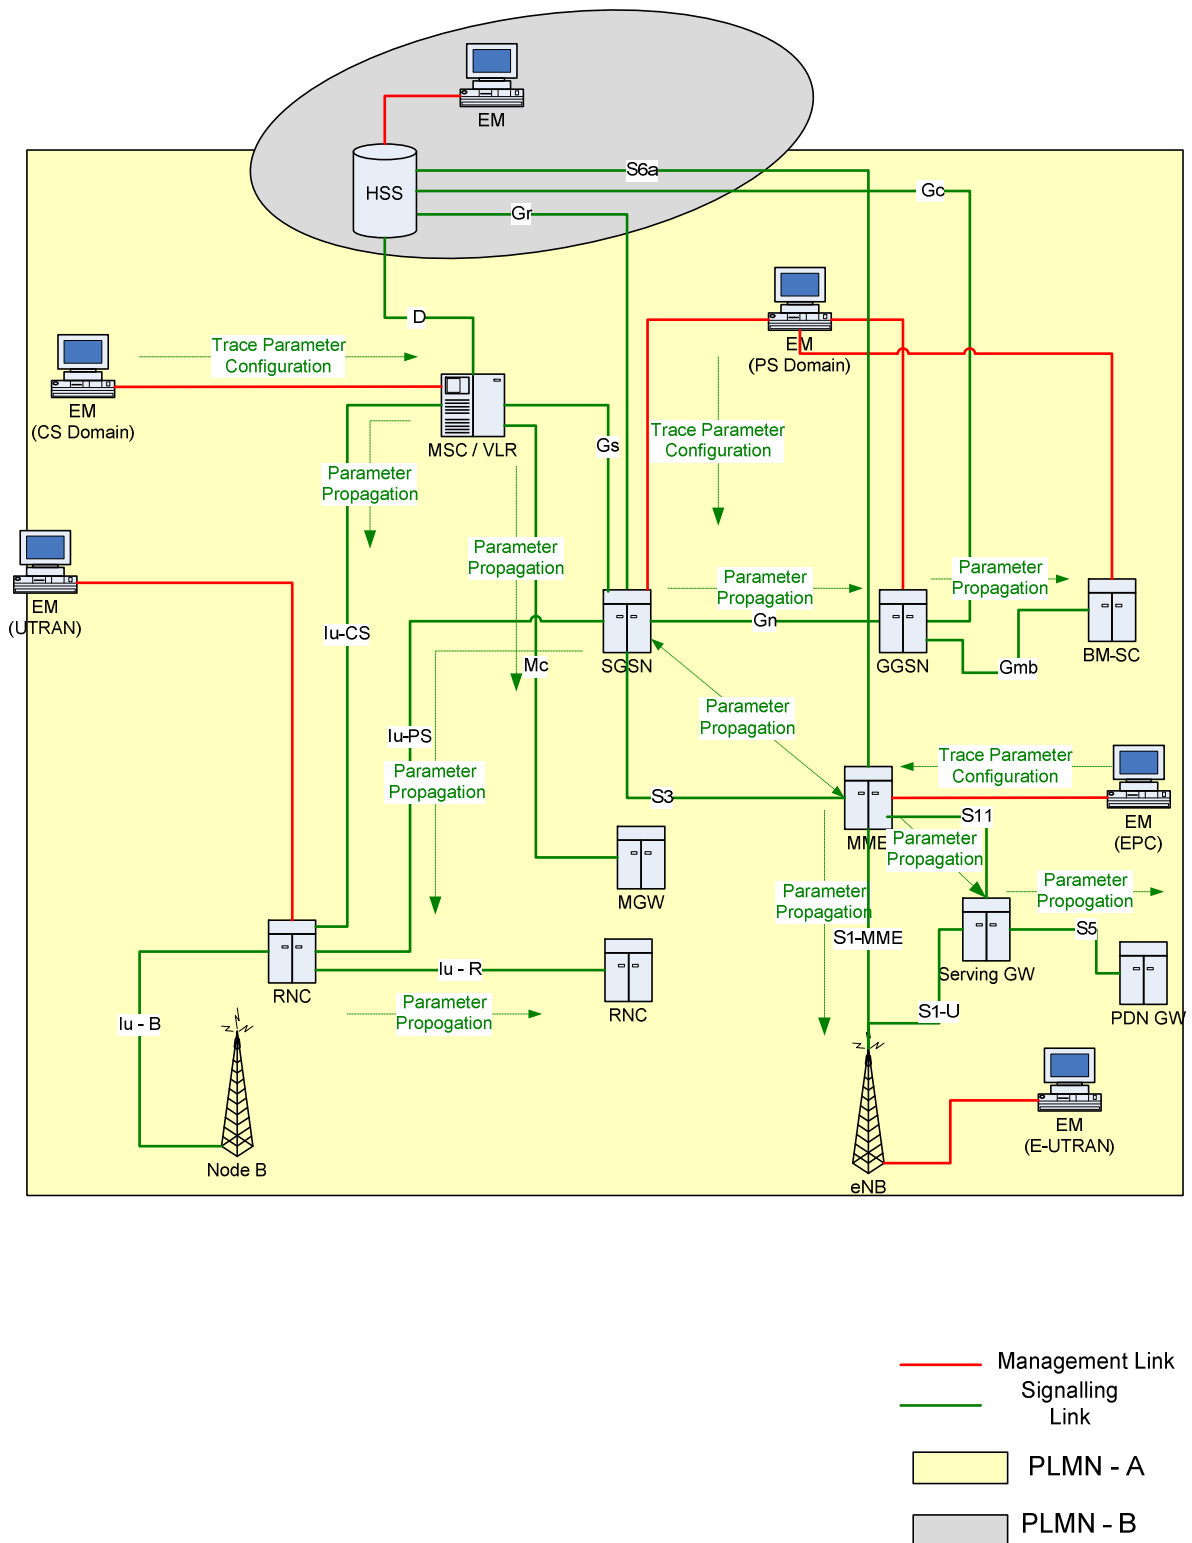 EM
HSS
S6a
Gc
Gr
D
Trace Parameter
Configuration
EM
(CS Domain)
MSC / VLR
EM
(PS Domain)
Gs
Trace Parameter
Configuration
Parameter
Propagation
Parameter
Propagation
EM
(UTRAN)
Iu-CS
Parameter
Propagation
Parameter
Propagation
SGSN
Gn
GGSN
Gmb
BM-SC
Mc
Iu-PS
Parameter
Propagation
Parameter
Propagation
Trace Parameter
Configuration
S3
MME
S11
EM
(EPC)
Parameter
Propagation
MGW
Parameter
Propagation
Parameter
Propogation
S1-MME
S5
Serving GW
PDN GW
S1-U
RNC
Iu - R
RNC
Parameter
Propogation
Iu - B
Node B
eNB
EM
(E-UTRAN)
Management Link
Signalling
Link
PLMN - A
PLMN - B